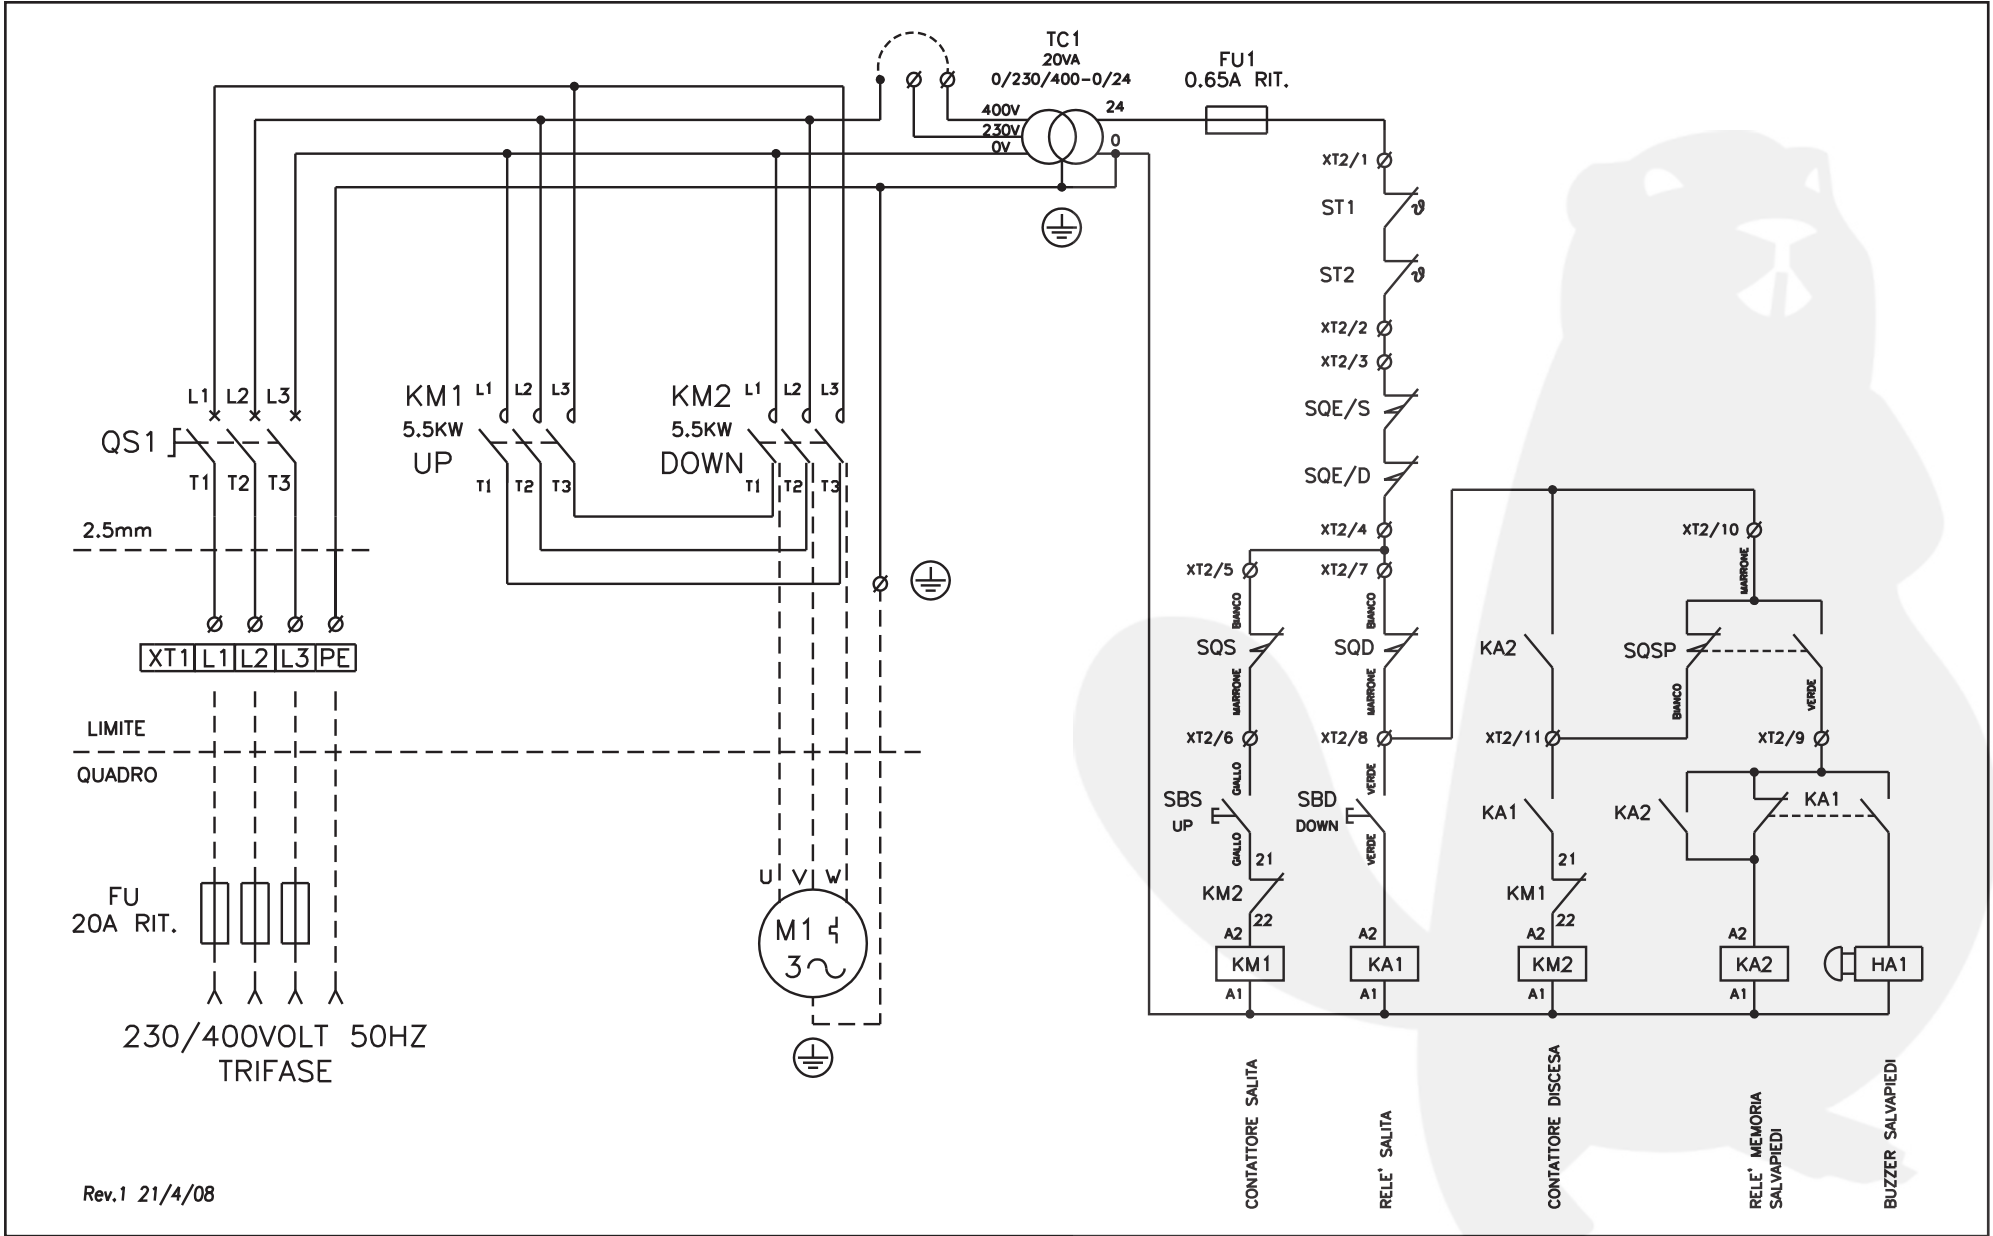 TC1
20VA
0/230/400-0/24
FU1
0.65A RIT.
400V
230V
0V
24
0
XT2/1
ST1
ϑ
ST2
ϑ
XT2/2
XT2/3
SQE/S
SQE/D
XT2/4
XT2/5
XT2/7
XT2/10
BIANCO
BIANCO
MARRONE
SQS
SQD
KA2
SQSP
MARRONE
MARRONE
BIANCO
VERDE
XT2/6
XT2/8
XT2/11
XT2/9
GIALLO
VERDE
SBS
UP
SBD
DOWN
KA1
KA2
KA1
GIALLO
VERDE
21
21
KM2
KM1
22
22
A2
A2
A2
A2
KM1
KA1
KM2
KA2
HA1
A1
A1
A1
A1
CONTATTORE SALITA
RELE' SALITA
CONTATTORE DISCESA
RELE' MEMORIA
SALVAPIEDI
BUZZER SALVAPIEDI
L1 L2 L3
QS1
T1 T2 T3
KM1
5.5KW
UP
L1 L2 L3
T1 T2 T3
KM2
5.5KW
DOWN
L1 L2 L3
T1 T2 T3
2.5mm
XT1 L1 L2 L3 PE
LIMITE
QUADRO
FU
20A RIT.
U V W
M1
3
230/400VOLT 50HZ
TRIFASE
Rev.1 21/4/08